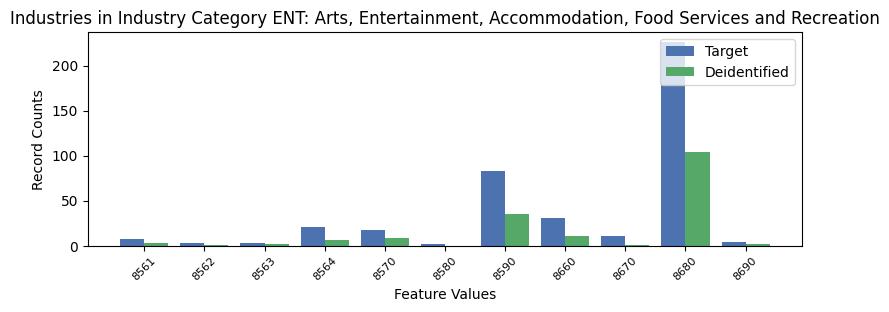 Industries in Industry Category ENT: Arts, Entertainment, Accommodation, Food Services and Recreation
Target
Deidentified
Record Counts
200
150
100
50
0
8561 8562 8563 8564 8570 8580 8590 8660 8670 8680 8690
Feature Values